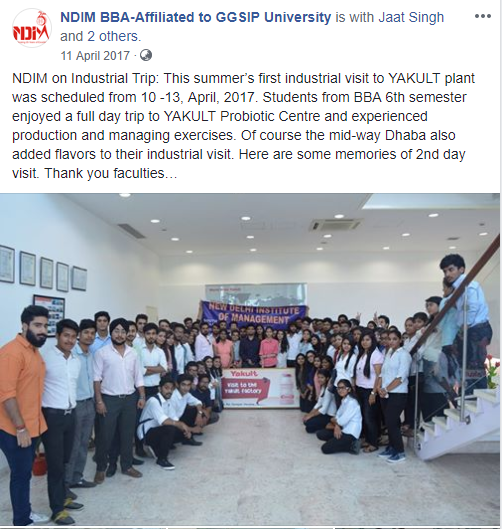 NDIM
NDIM BBA-Affiliated to GGSIP University is with Jaat Singh
and 2 others.
11 April 2017 ·
NDIM on Industrial Trip: This summer's first industrial visit to YAKULT plant
was scheduled from 10 -13, April, 2017. Students from BBA 6th semester
enjoyed a full day trip to YAKULT Probiotic Centre and experienced
production and managing exercises. Of course the mid-way Dhaba also
added flavors to their industrial visit. Here are some memories of 2nd day
visit. Thank you faculties…
NEW DELHI INSTITUTE
OF MANAGEMENT
Yakult
Visit to the
Yakult Factory